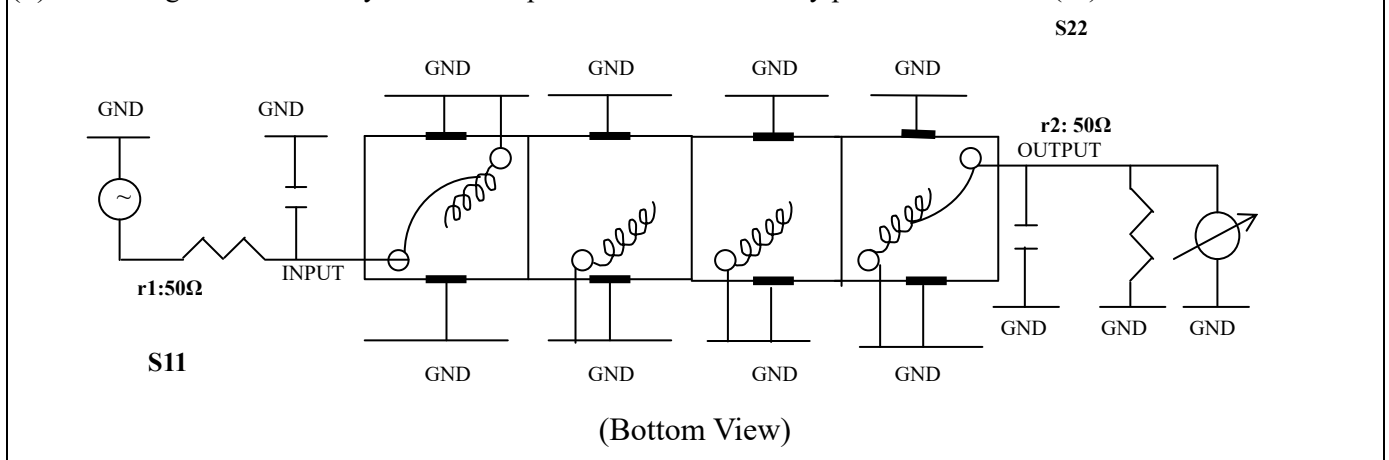 S22
GND GND GND GND
GND GND
r2: 50Ω
OUTPUT
~
INPUT
r1:50Ω
GND GND GND
S11
GND GND GND GND
(Bottom View)